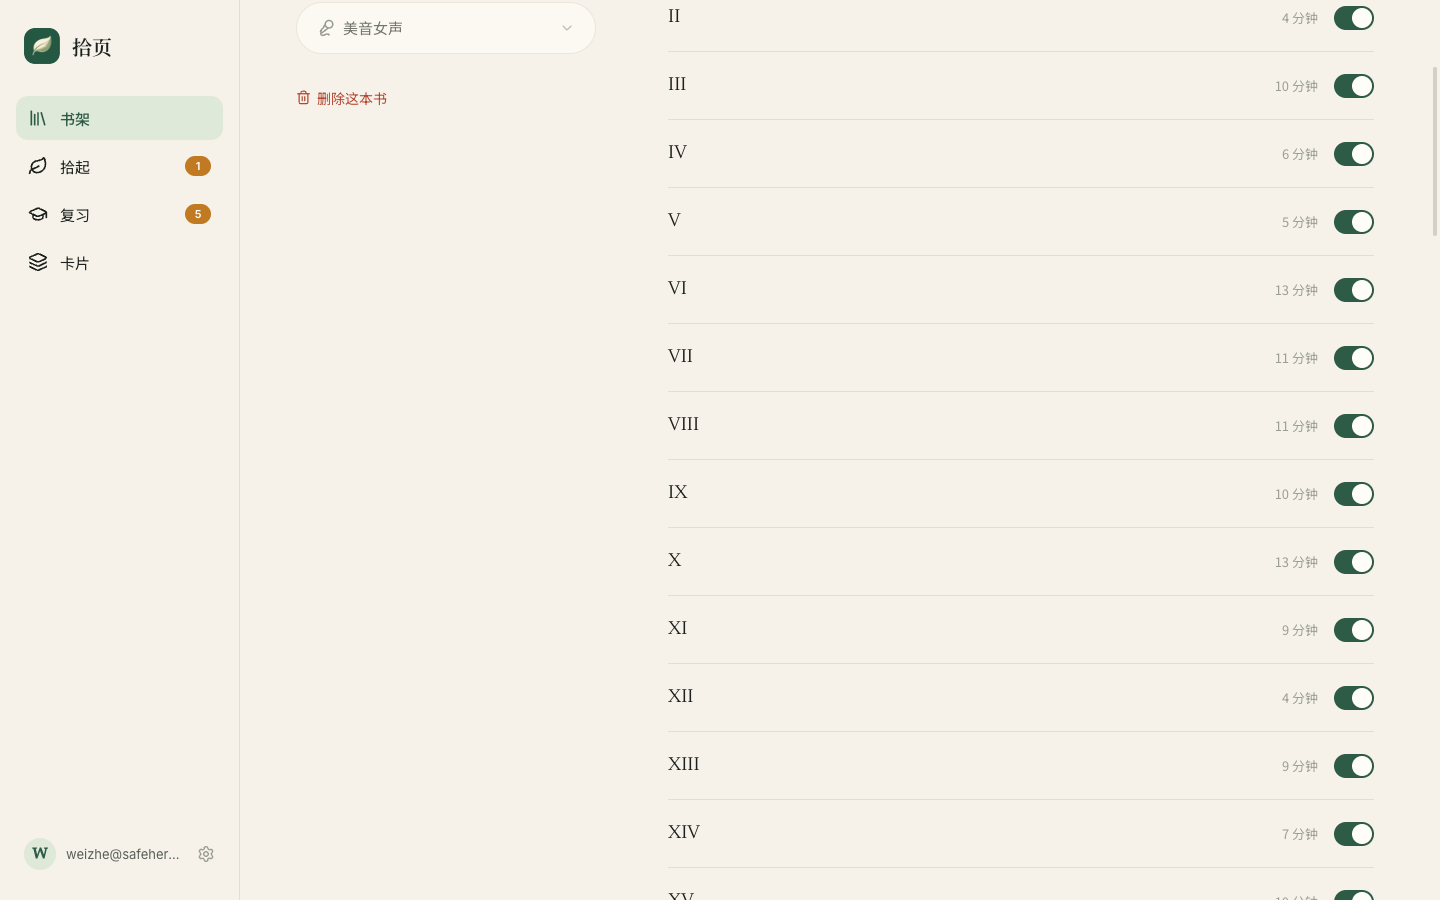 拾页
书架
拾起 1
复习 5
卡片
W weizhe@safeher...
美音女声
删除这本书
II 4 分钟
III 10 分钟
IV 6 分钟
V 5 分钟
VI 13 分钟
VII 11 分钟
VIII 11 分钟
IX 10 分钟
X 13 分钟
XI 9 分钟
XII 4 分钟
XIII 9 分钟
XIV 7 分钟
XV